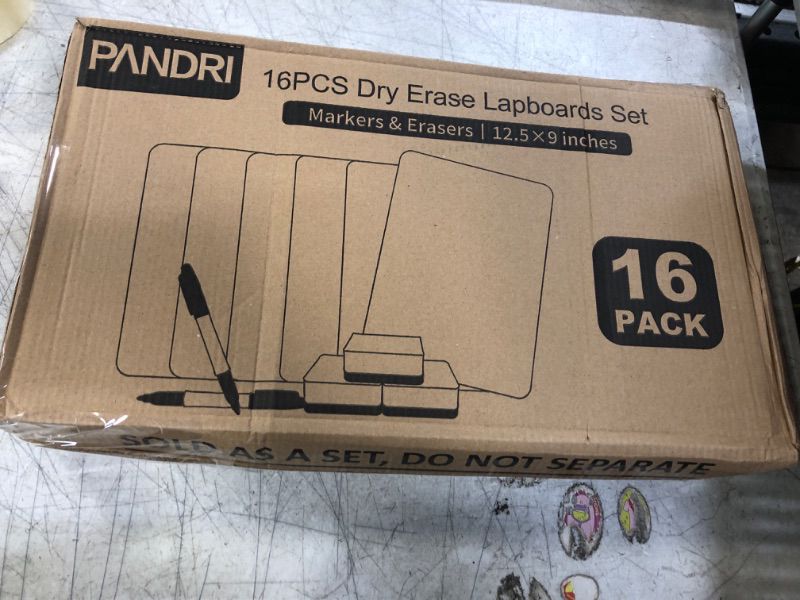 PANDRI
16PCS Dry Erase Lapboards Set
Markers & Erasers | 12.5×9 inches
16
PACK
SOLD AS A SET, DO NOT SEPARATE